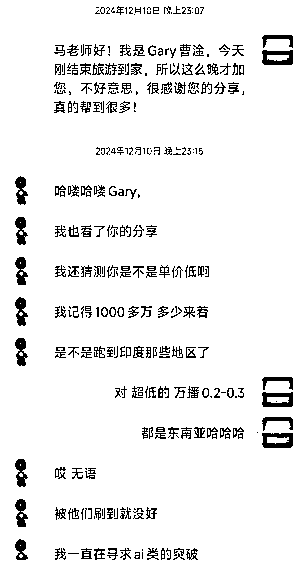 2024年12月10日 晚上23:07
马老师好！我是Gary曹淦，今天
刚结束旅游到家，所以这么晚才加
您，不好意思，很感谢您的分享，
真的帮到很多！
2024年12月10日 晚上23:15
哈喽哈喽Gary，
我也看了你的分享
我还猜测你是不是单价低啊
我记得1000多万 多少来着
是不是跑到印度那些地区了
对 超低的 万播0.2-0.3
都是东南亚哈哈哈
哎 无语
被他们刷到就没好
我一直在寻求ai类的突破